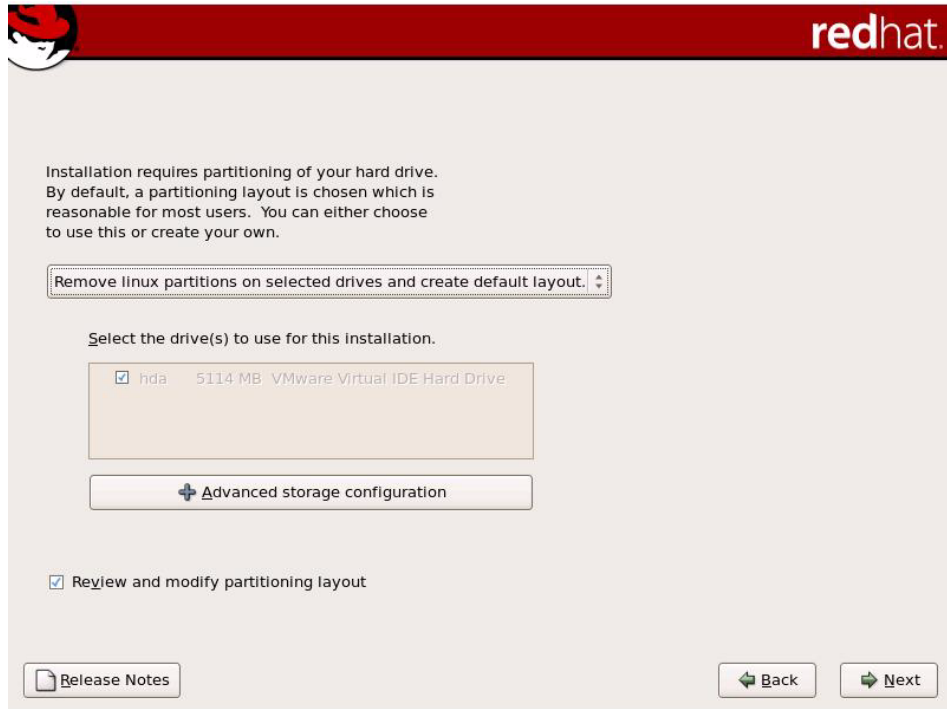 redhat.
Installation requires partitioning of your hard drive.
By default, a partitioning layout is chosen which is
reasonable for most users.  You can either choose
to use this or create your own.
Remove linux partitions on selected drives and create default layout.
Select the drive(s) to use for this installation.
hda 5114 MB VMware Virtual IDE Hard Drive
Advanced storage configuration
Review and modify partitioning layout
Release Notes
Back
Next